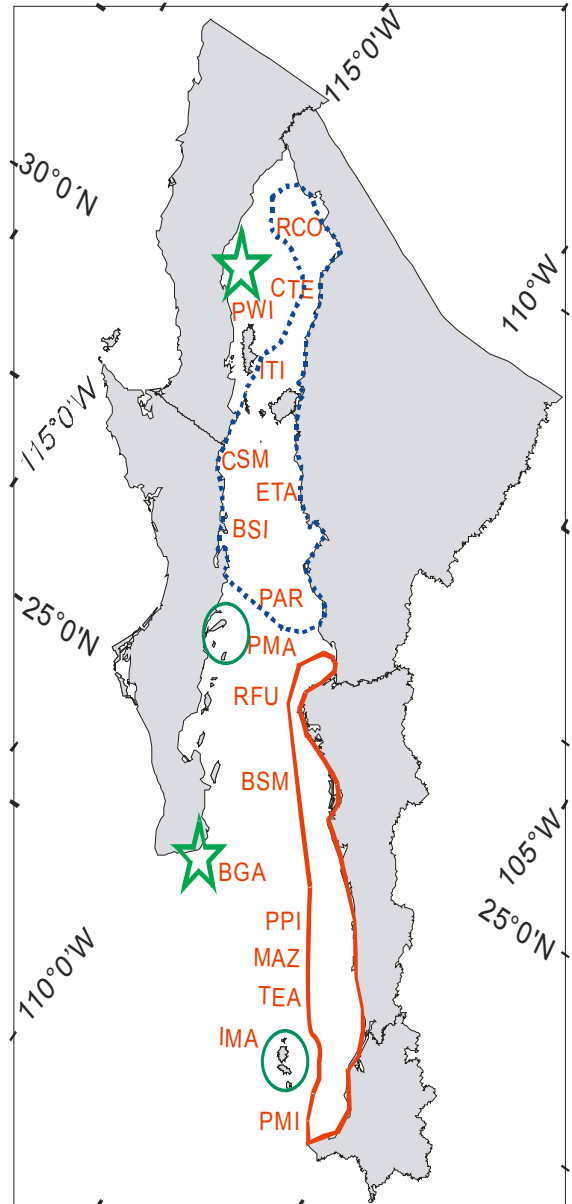 115°0'W
30°0´N
RCO
CTE
PWI
110°0'W
ITI
115°0'W
CSM
ETA
BSI
PAR
25°0'N
PMA
RFU
BSM
105°W
BGA
PPI
25°0'N
MAZ
110°0'W
TEA
IMA
PMI